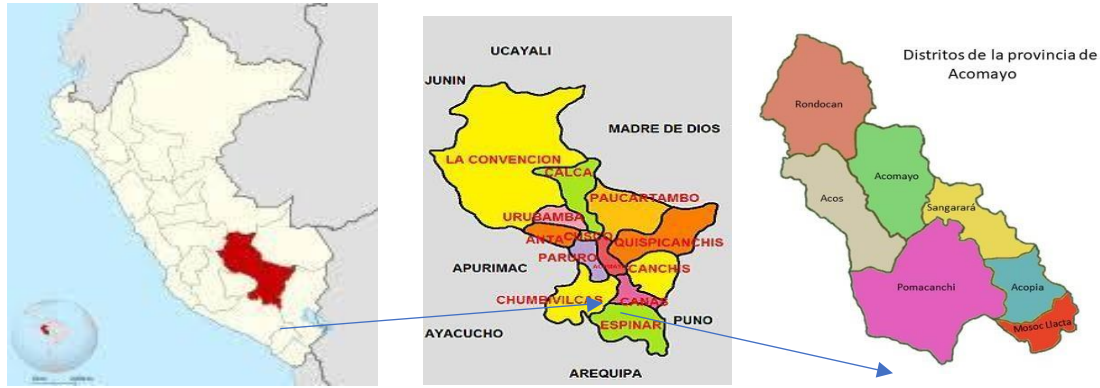 UCAYALI
JUNIN
MADRE DE DIOS
LA CONVENCION
CALCA
PAUCARTAMBO
URUBAMBA
ANTA
CUSCO
QUISPICANCHIS
PARURO
APURIMAC
CANCHIS
CHUMBIVILCAS
CANAS
PUNO
ESPINAR
AYACUCHO
AREQUIPA
Distritos de la provincia de
Acomayo
Rondocan
Acomayo
Acos
Sangarará
Pomacanchi
Acopia
Mosoc Llacta